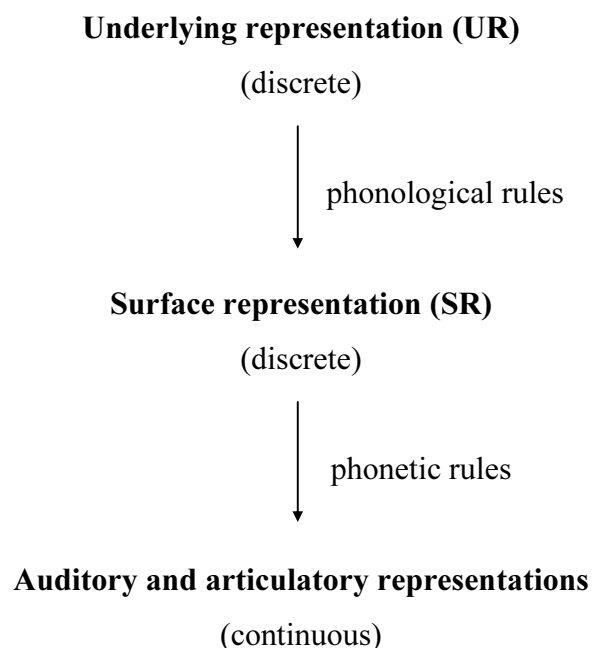 Underlying representation (UR)
(discrete)
phonological rules
Surface representation (SR)
(discrete)
phonetic rules
Auditory and articulatory representations
(continuous)